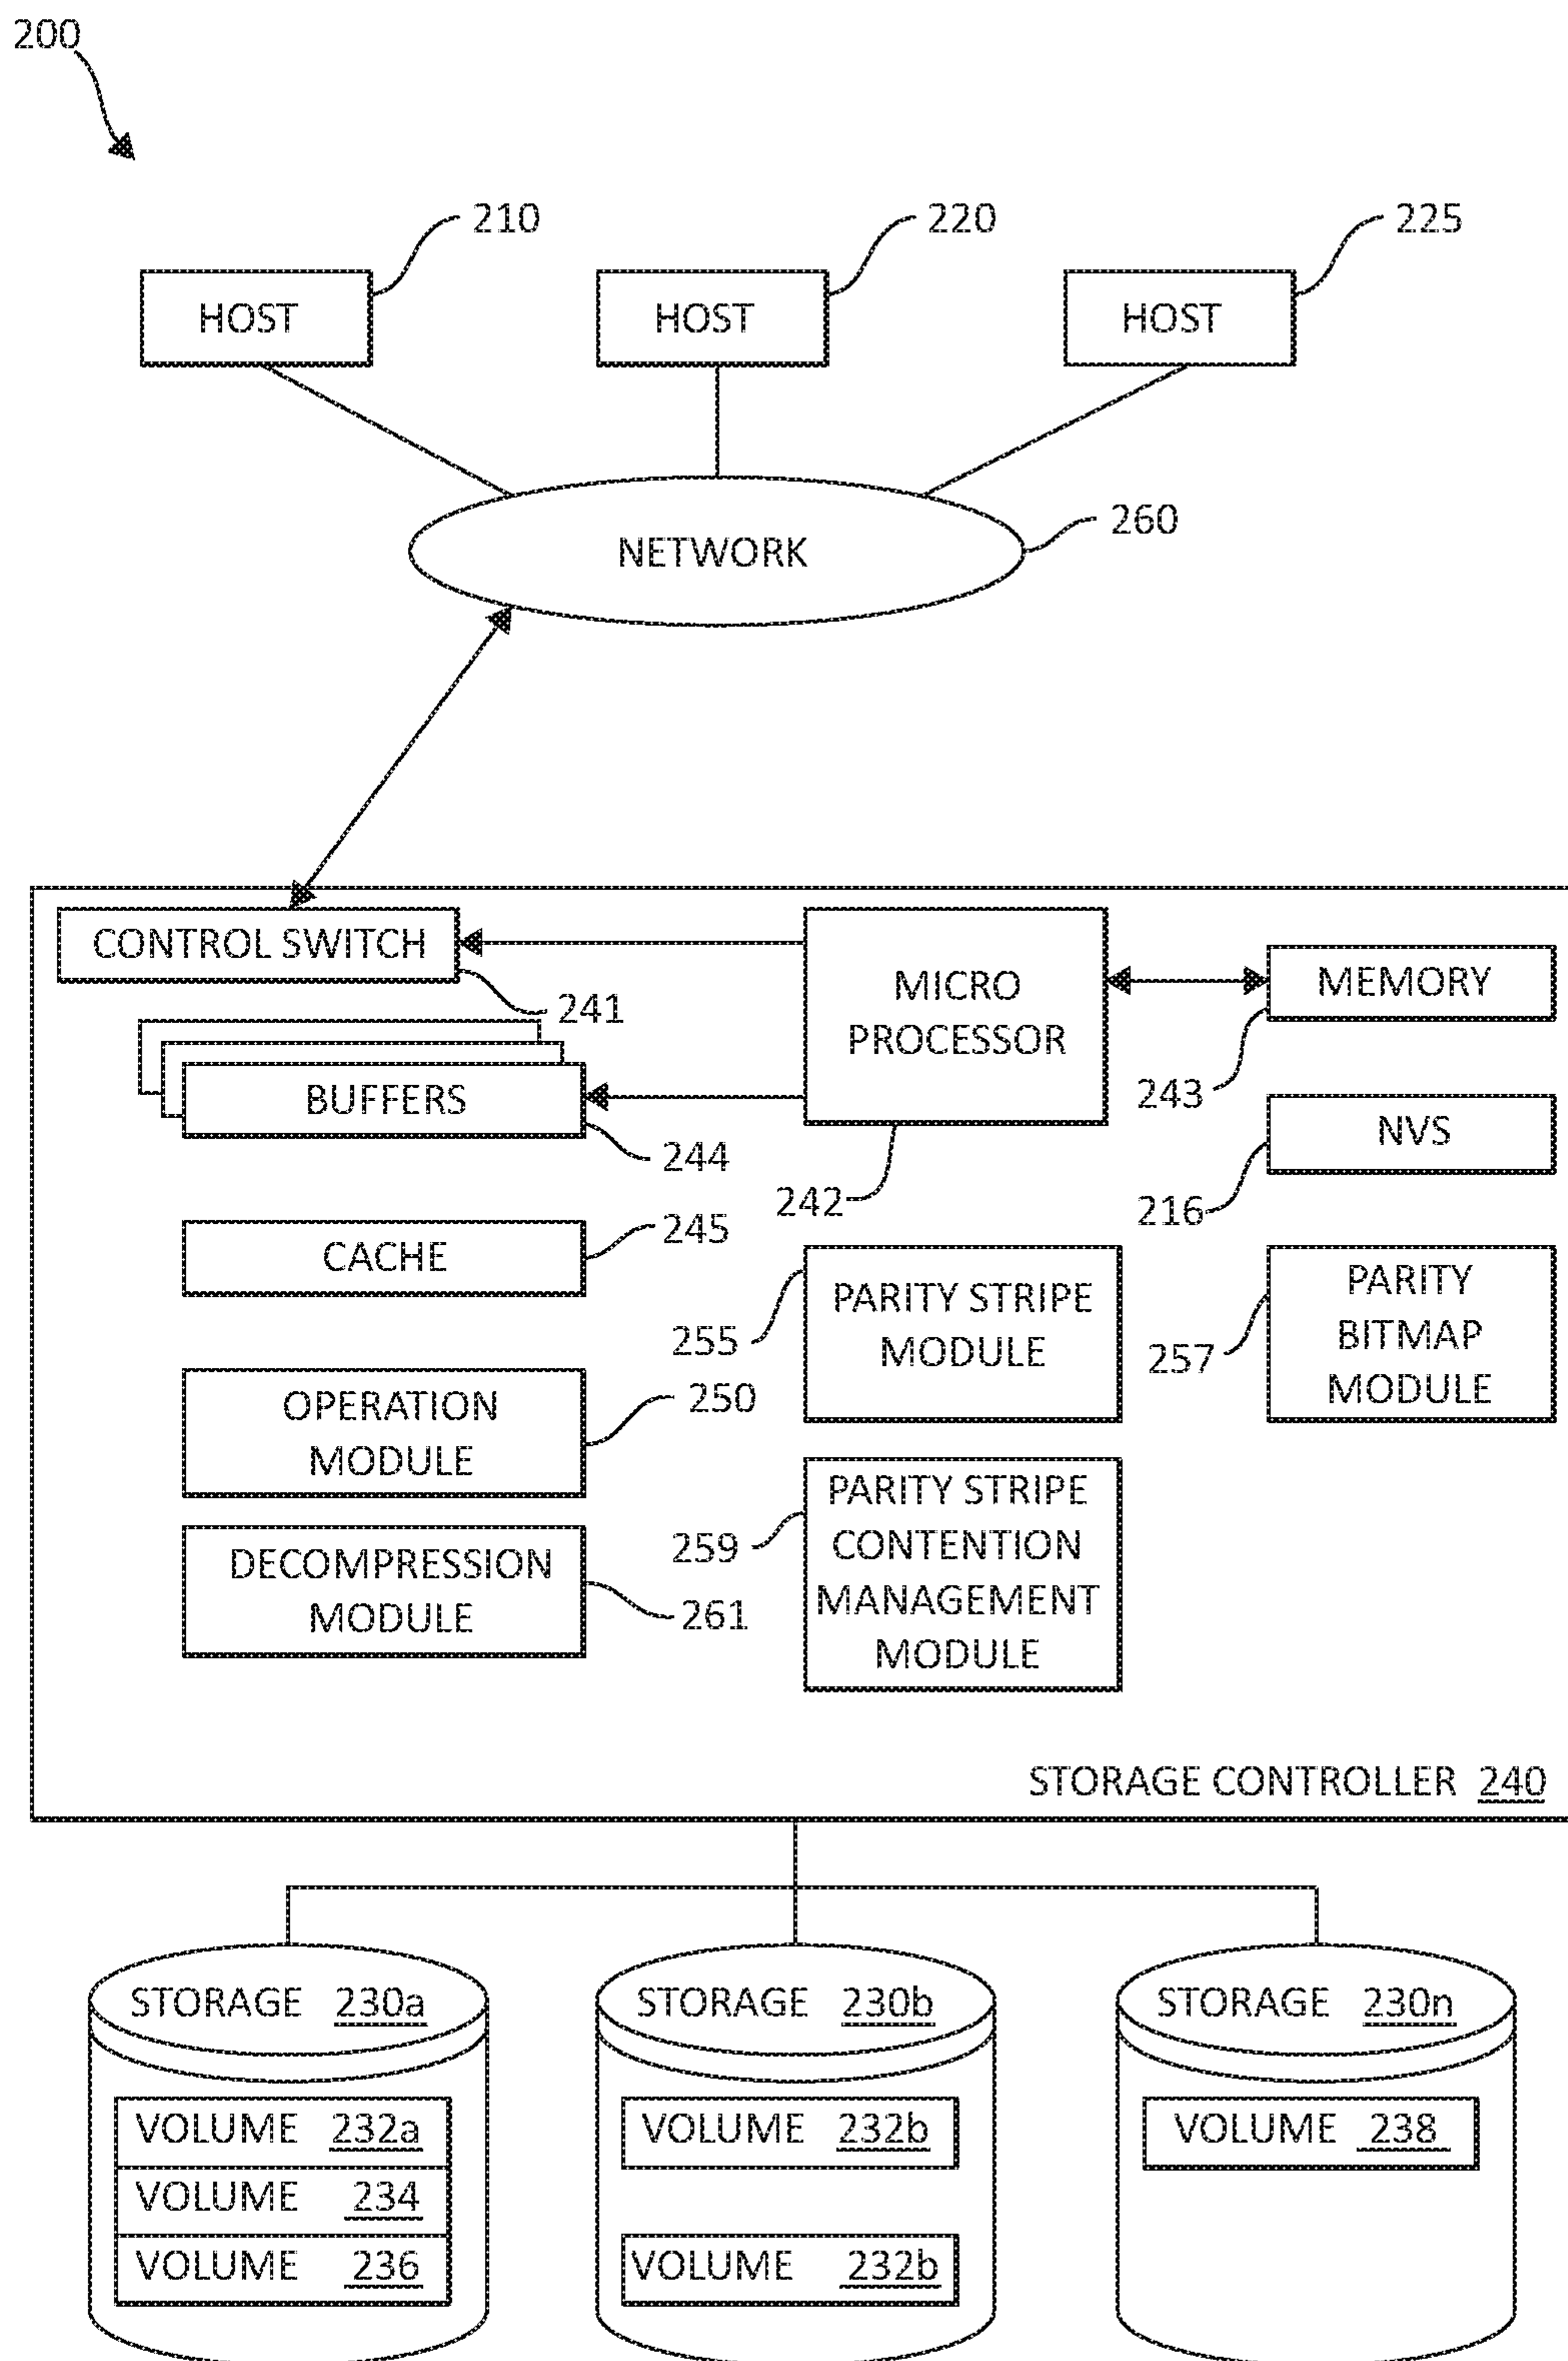 200
210
220
225
HOST
HOST
HOST
260
NETWORK
CONTROL SWITCH
241
MICRO
PROCESSOR
242
MEMORY
243
BUFFERS
244
NVS
216
CACHE
245
PARITY STRIPE
MODULE
255
PARITY
BITMAP
MODULE
257
OPERATION
MODULE
250
PARITY STRIPE
CONTENTION
MANAGEMENT
MODULE
259
DECOMPRESSION
MODULE
261
STORAGE CONTROLLER 240
STORAGE 230a
VOLUME 232a
VOLUME 234
VOLUME 236
STORAGE 230b
VOLUME 232b
VOLUME 232b
STORAGE 230n
VOLUME 238